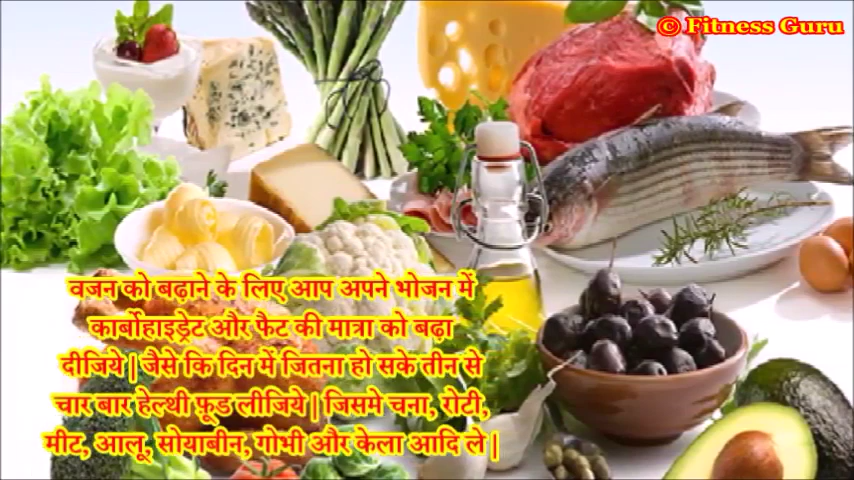 © Fitness Guru
वजन को बढ़ाने के लिए आप अपने भोजन में
कार्बोहाइड्रेट और फैट की मात्रा को बढ़ा
दीजिये | जैसे कि दिन में जितना हो सके तीन से
चार बार हेल्थी फ़ूड लीजिये | जिसमे चना, रोटी,
मीट, आलू, सोयाबीन, गोभी और केला आदि ले |